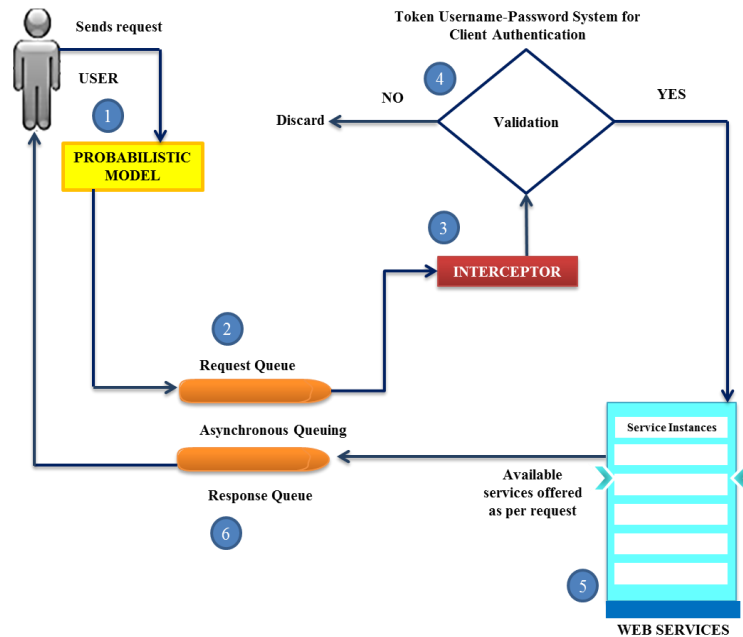 Sends request
Token Username-Password System for
Client Authentication
USER
1
4
NO
YES
Discard
Validation
PROBABILISTIC
MODEL
3
INTERCEPTOR
2
Request Queue
Asynchronous Queuing
Service Instances
Available
services offered
as per request
Response Queue
6
5
WEB SERVICES